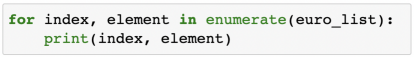 for index, element in enumerate(euro_list):
    print(index, element)